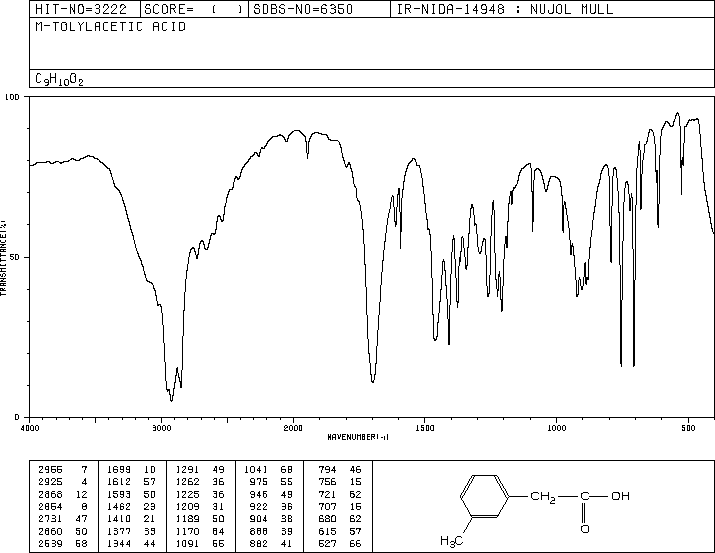 HIT-NO=3222 SCORE= ( ) SDBS-NO=6350 IR-NIDA-14948 : NUJOL MULL
M-TOLYLACETIC ACID
C9H10O2
100
TRANSMITTANCE(%)
50
0
4000 3000 2000 1500 1000 500
WAVENUMBER(-1)
2955 7 1699 10 1291 49 1041 68 794 46
2925 4 1612 57 1262 36 975 55 756 15
2868 12 1593 50 1225 36 946 49 721 62
2854 8 1462 23 1209 31 922 36 707 15
2731 47 1410 21 1189 50 904 38 680 62
2660 50 1377 33 1170 64 888 39 615 57
2539 58 1344 44 1091 55 882 41 527 66
CH2 C OH
O
H3C